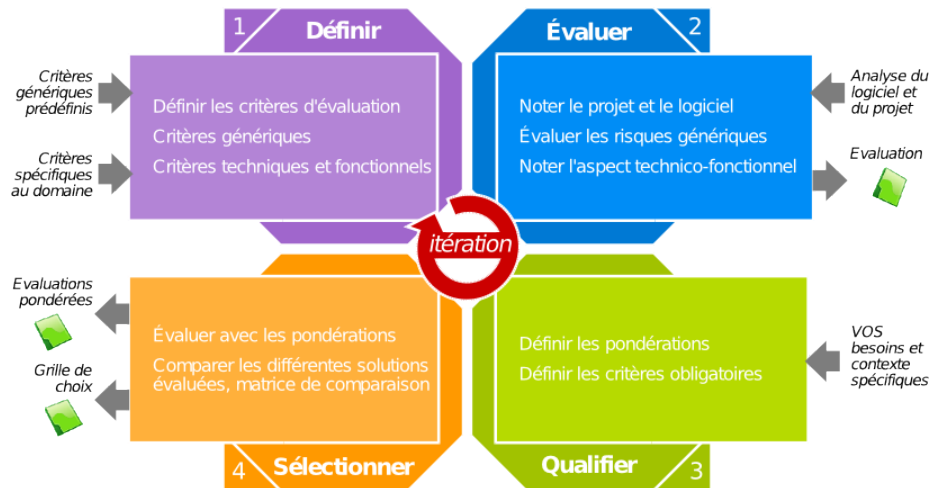 1
Définir
Critères
génériques
prédéfinis
Critères
spécifiques
au domaine
Définir les critères d'évaluation
Critères génériques
Critères techniques et fonctionnels
Évaluer
2
Noter le projet et le logiciel
Évaluer les risques génériques
Noter l'aspect technico-fonctionnel
Analyse du
logiciel et
du projet
Evaluation
itération
Evaluations
pondérées
Grille de
choix
Évaluer avec les pondérations
Comparer les différentes solutions
évaluées, matrice de comparaison
4
Sélectionner
Définir les pondérations
Définir les critères obligatoires
VOS
besoins et
contexte
spécifiques
Qualifier
3